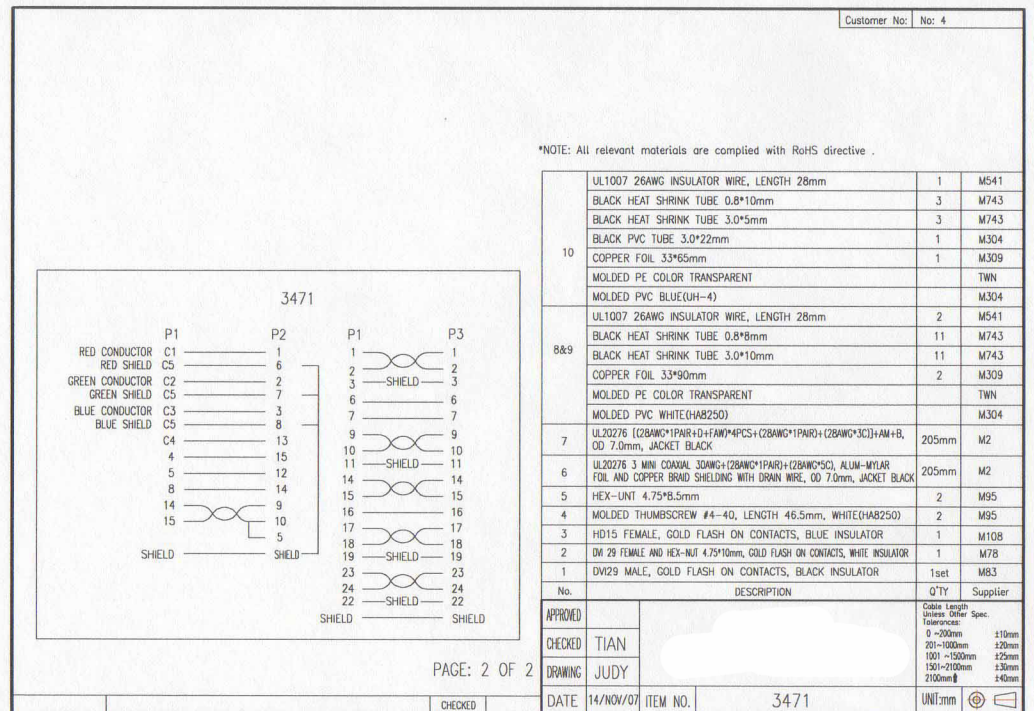 Customer No: No: 4
*NOTE: All relevant materials are complied with RoHS directive .
3471
P1 P2 P1 P3
RED CONDUCTOR C1 1
RED SHIELD C5 6
GREEN CONDUCTOR C2 2
GREEN SHIELD C5 7
BLUE CONDUCTOR C3 3
BLUE SHIELD C5 8
C4 13
4 15
5 12
8 14
14 9
15 10
5
SHIELD SHIELD
1 1
2 2
3 SHIELD 3
6 6
7 7
9 9
10 10
11 SHIELD 11
14 14
15 15
16 16
17 17
18 18
19 SHIELD 19
23 23
24 24
22 SHIELD 22
SHIELD SHIELD
PAGE: 2 OF 2
CHECKED
10
UL1007 26AWG INSULATOR WIRE, LENGTH 28mm 1 M541
BLACK HEAT SHRINK TUBE 0.8*10mm 3 M743
BLACK HEAT SHRINK TUBE 3.0*5mm 3 M743
BLACK PVC TUBE 3.0*22mm 1 M304
COPPER FOIL 33*65mm 1 M309
MOLDED PE COLOR TRANSPARENT TWN
MOLDED PVC BLUE(UH-4) M304
8&9
UL1007 26AWG INSULATOR WIRE, LENGTH 28mm 2 M541
BLACK HEAT SHRINK TUBE 0.8*8mm 11 M743
BLACK HEAT SHRINK TUBE 3.0*10mm 11 M743
COPPER FOIL 33*90mm 2 M309
MOLDED PE COLOR TRANSPARENT TWN
MOLDED PVC WHITE(HA8250) M304
7 UL20276 [(28AWG*1PAIR+D+FAW)*4PCS+(28AWG*1PAIR)+(28AWG*3C)]+AM+B, 205mm M2
OD 7.0mm, JACKET BLACK
6 UL20276 3 MINI COAXIAL 30AWG+(28AWG*1PAIR)+(28AWG*5C), ALUM-MYLAR 205mm M2
FOIL AND COPPER BRAID SHIELDING WITH DRAIN WIRE, OD 7.0mm, JACKET BLACK
5 HEX-UNT 4.75*8.5mm 2 M95
4 MOLDED THUMBSCREW #4-40, LENGTH 46.5mm, WHITE(HA8250) 2 M95
3 HD15 FEMALE, GOLD FLASH ON CONTACTS, BLUE INSULATOR 1 M108
2 DVI 29 FEMALE AND HEX-NUT 4.75*10mm, GOLD FLASH ON CONTACTS, WHITE INSULATOR 1 M78
1 DVI29 MALE, GOLD FLASH ON CONTACTS, BLACK INSULATOR 1set M83
No. DESCRIPTION Q'TY Supplier
APPROVED
CHECKED TIAN
DRAWING JUDY
DATE 14/NOV/07 ITEM NO. 3471 UNIT:mm
Cable Length
Unless Other Spec.
Tolerances:
0 ~200mm ±10mm
201~1000mm ±20mm
1001 ~1500mm ±25mm
1501~2100mm ±30mm
2100mm⬆ ±40mm